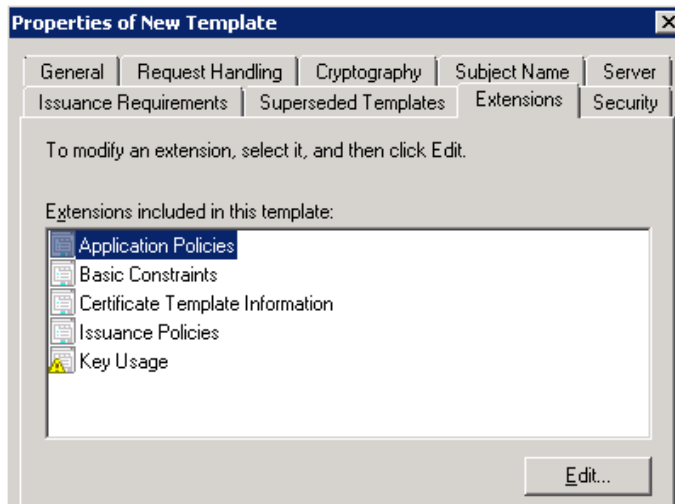 Properties of New Template
General Request Handling Cryptography Subject Name Server
Issuance Requirements Superseded Templates Extensions Security
To modify an extension, select it, and then click Edit.
Extensions included in this template:
Application Policies
Basic Constraints
Certificate Template Information
Issuance Policies
Key Usage
Edit...